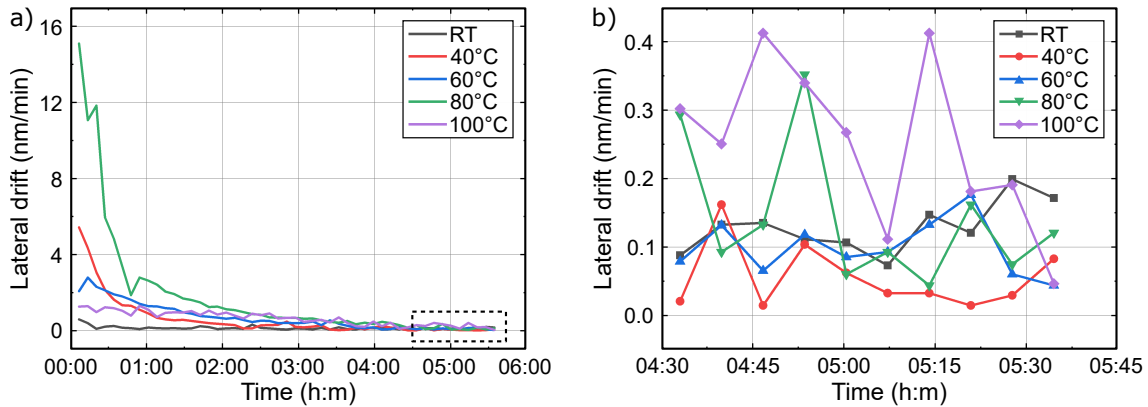 a)
Lateral drift (nm/min)
16
12
8
4
0
RT
40°C
60°C
80°C
100°C
00:00 01:00 02:00 03:00 04:00 05:00 06:00
Time (h:m)
b)
Lateral drift (nm/min)
0.4
0.3
0.2
0.1
0.0
RT
40°C
60°C
80°C
100°C
04:30 04:45 05:00 05:15 05:30 05:45
Time (h:m)